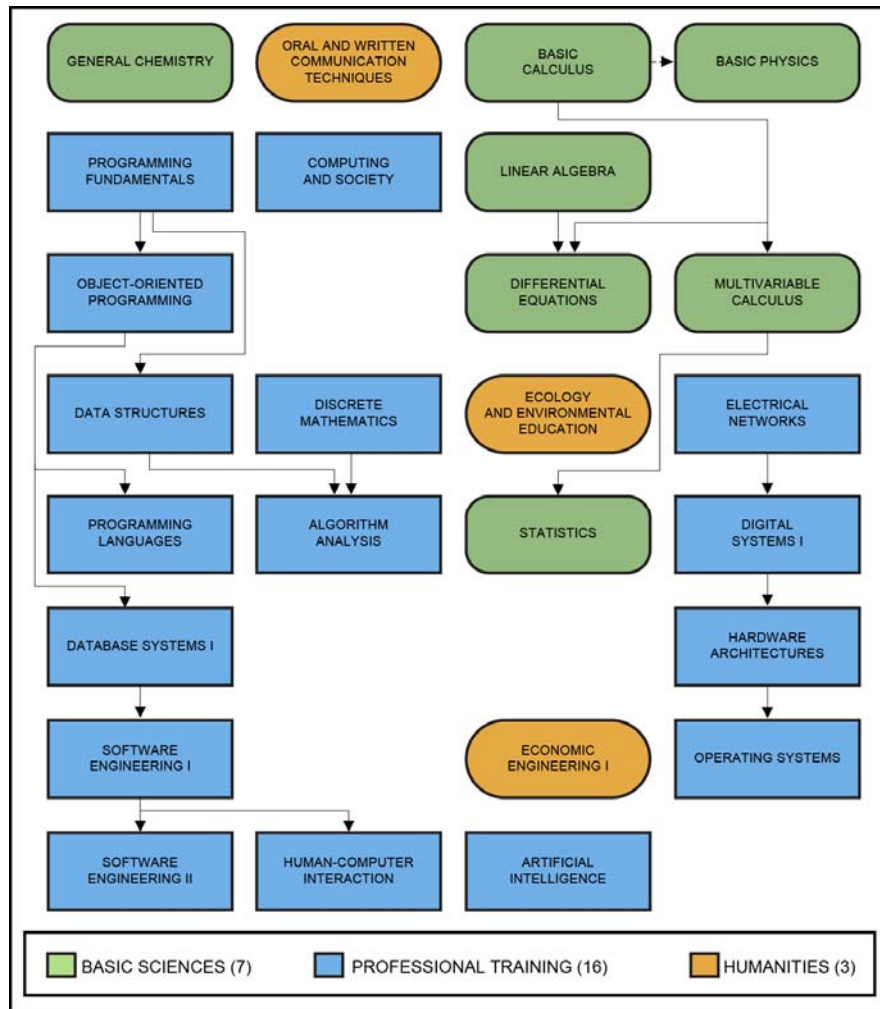 GENERAL CHEMISTRY
ORAL AND WRITTEN
COMMUNICATION
TECHNIQUES
BASIC
CALCULUS
BASIC PHYSICS
PROGRAMMING
FUNDAMENTALS
COMPUTING
AND SOCIETY
LINEAR ALGEBRA
OBJECT-ORIENTED
PROGRAMMING
DIFFERENTIAL
EQUATIONS
MULTIVARIABLE
CALCULUS
DATA STRUCTURES
DISCRETE
MATHEMATICS
ECOLOGY
AND ENVIRONMENTAL
EDUCATION
ELECTRICAL
NETWORKS
PROGRAMMING
LANGUAGES
ALGORITHM
ANALYSIS
STATISTICS
DIGITAL
SYSTEMS I
DATABASE SYSTEMS I
HARDWARE
ARCHITECTURES
SOFTWARE
ENGINEERING I
ECONOMIC
ENGINEERING I
OPERATING SYSTEMS
SOFTWARE
ENGINEERING II
HUMAN-COMPUTER
INTERACTION
ARTIFICIAL
INTELLIGENCE
BASIC SCIENCES (7)
PROFESSIONAL TRAINING (16)
HUMANITIES (3)